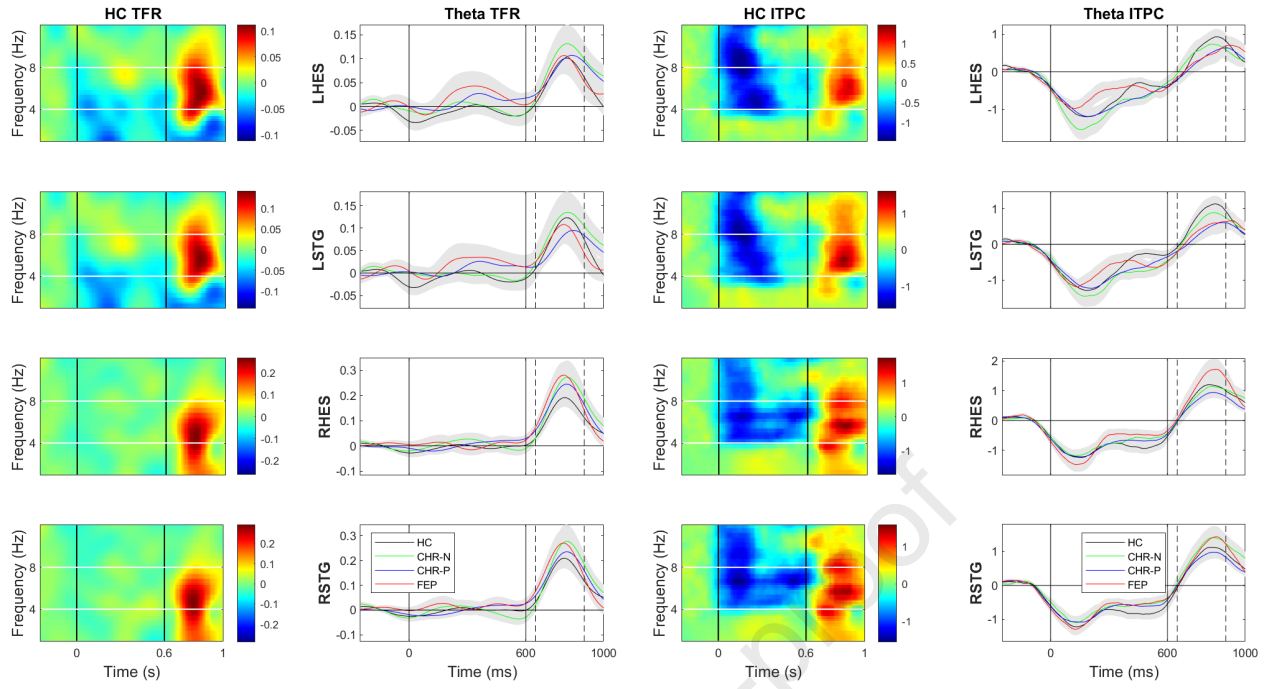 HC TFR
Theta TFR
HC ITPC
Theta ITPC
Frequency (Hz)
8
4
0.1
0.05
0
-0.05
-0.1
LHES
0.15
0.1
0.05
0
-0.05
Frequency (Hz)
8
4
1
0.5
0
-0.5
-1
LHES
1
0
-1
Frequency (Hz)
8
4
0.1
0.05
0
-0.05
-0.1
LSTG
0.15
0.1
0.05
0
-0.05
Frequency (Hz)
8
4
1
0
-1
LSTG
1
0
-1
Frequency (Hz)
8
4
0.2
0.1
0
-0.1
-0.2
RHES
0.3
0.2
0.1
0
-0.1
Frequency (Hz)
8
4
1
0
-1
RHES
2
1
0
-1
Frequency (Hz)
8
4
0
0.6
1
Time (s)
0.2
0.1
0
-0.1
-0.2
RSTG
0.3
0.2
0.1
0
-0.1
HC
CHR-N
CHR-P
FEP
0
600
1000
Time (ms)
Frequency (Hz)
8
4
0
0.6
1
Time (s)
1
0
-1
RSTG
1
0
-1
HC
CHR-N
CHR-P
FEP
0
600
1000
Time (ms)